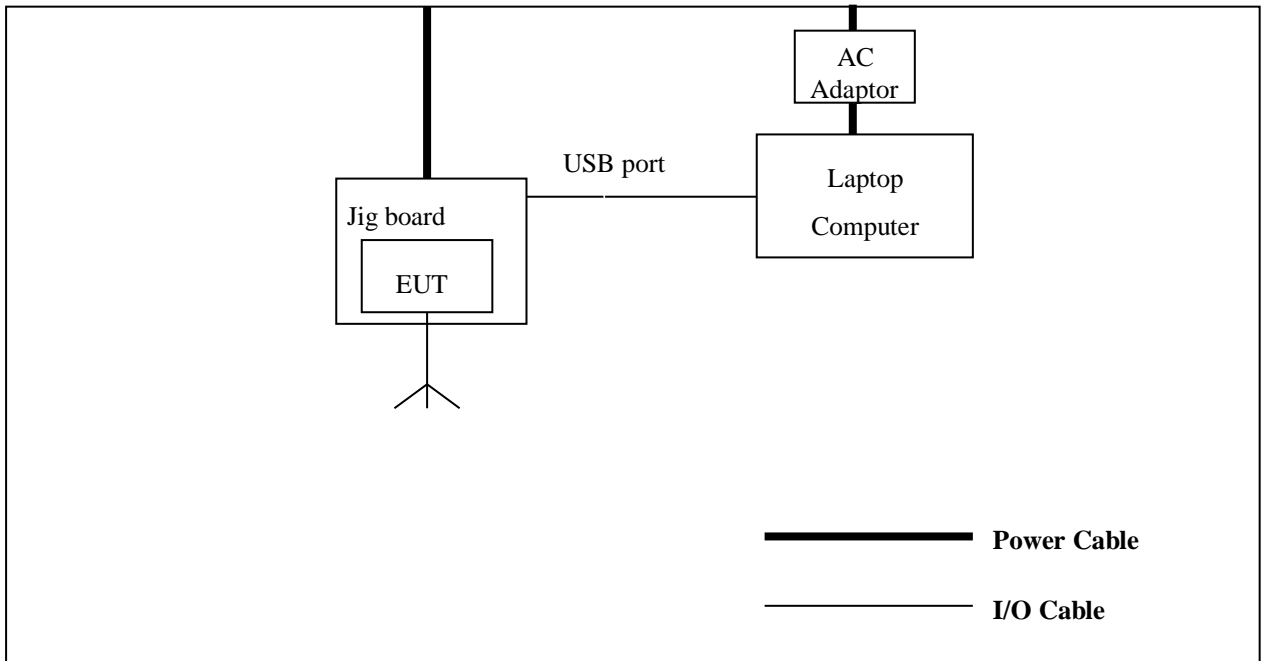 AC
Adaptor
USB port
Laptop
Computer
Jig board
EUT
Power Cable
I/O Cable